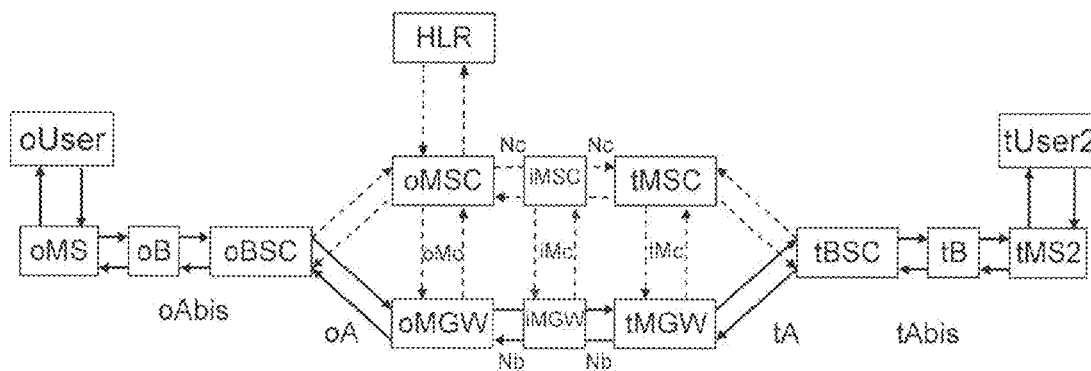 HLR
oUser
tUser2
Nc
Nc
oMSC
iMSC
tMSC
oMS
oB
oBSC
oMc
iMc
tMc
tBSC
tB
tMS2
oAbis
oA
oMGW
iMGW
tMGW
tA
tAbis
Nb
Nb